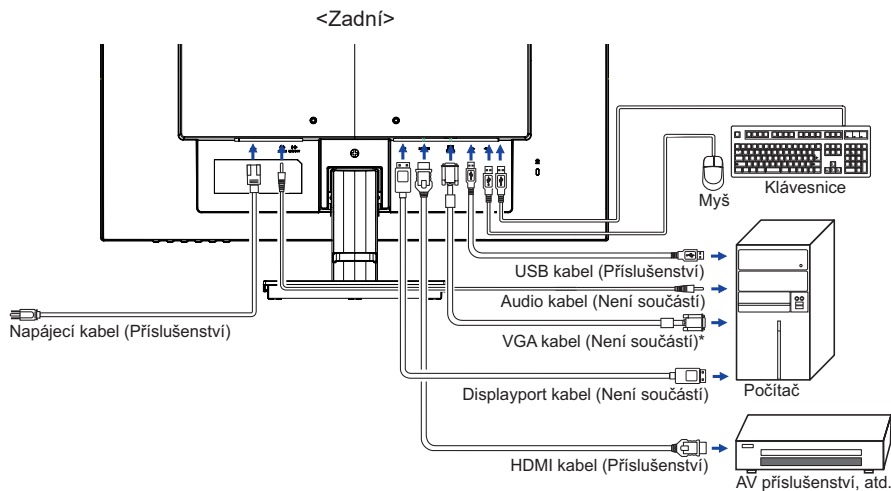 <Zadní>
Klávesnice
Myš
USB kabel (Příslušenství)
Audio kabel (Není součástí)
Napájecí kabel (Příslušenství)
VGA kabel (Není součástí)*
Displayport kabel (Není součástí)
Počítač
HDMI kabel (Příslušenství)
AV příslušenství, atd.